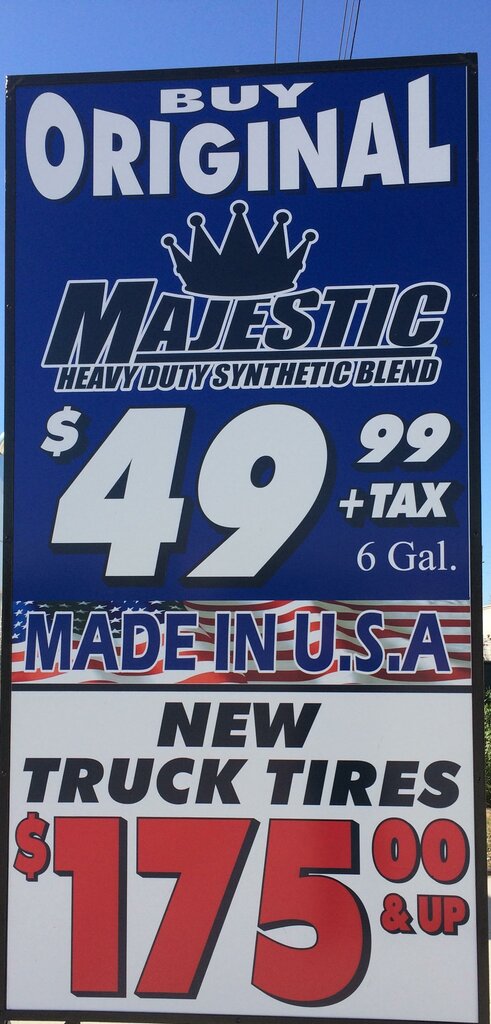 BUY
ORIGINAL
MAJESTIC
HEAVY DUTY SYNTHETIC BLEND
$49 99
+ TAX
6 Gal.
MADE IN U.S.A
NEW
TRUCK TIRES
$175 00
& UP